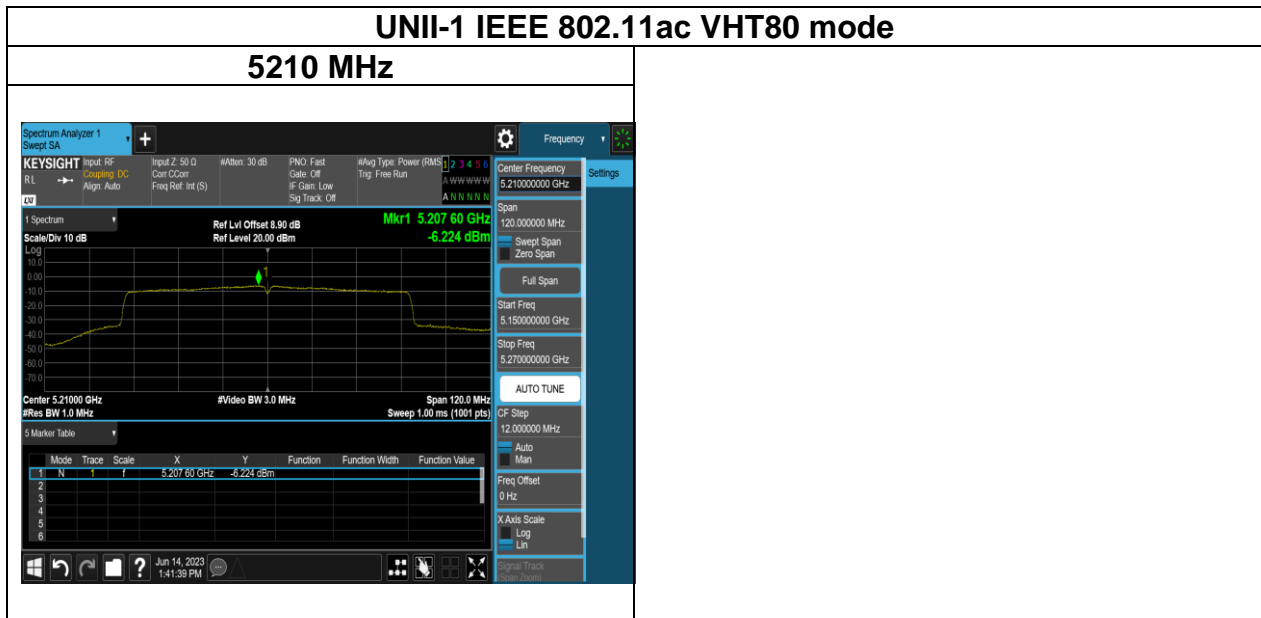 UNII-1 IEEE 802.11ac VHT80 mode
5210 MHz
Spectrum Analyzer 1
Swept SA
Frequency
KEYSIGHT
RL
Input: RF
Coupling: DC
Align: Auto
Input Z: 50 Ω
Corr CCorr
Freq Ref: Int (S)
#Atten: 30 dB
PNO: Fast
Gate: Off
IF Gain: Low
Sig Track: Off
#Avg Type: Power (RMS
Trig: Free Run
1 2 3 4 5 6
A W W W W W
A N N N N N
LXI
1 Spectrum
Scale/Div 10 dB
Ref Lvl Offset 8.90 dB
Ref Level 20.00 dBm
Mkr1 5.207 60 GHz
-6.224 dBm
Log
10.0
0.00
-10.0
-20.0
-30.0
-40.0
-50.0
-60.0
-70.0
1
Center 5.21000 GHz
#Res BW 1.0 MHz
#Video BW 3.0 MHz
Span 120.0 MHz
Sweep 1.00 ms (1001 pts)
5 Marker Table
Mode Trace Scale X Y Function Function Width Function Value
1 N 1 f 5.207 60 GHz -6.224 dBm
2
3
4
5
6
Jun 14, 2023
1:41:39 PM
Center Frequency
5.210000000 GHz
Settings
Span
120.000000 MHz
Swept Span
Zero Span
Full Span
Start Freq
5.150000000 GHz
Stop Freq
5.270000000 GHz
AUTO TUNE
CF Step
12.000000 MHz
Auto
Man
Freq Offset
0 Hz
X Axis Scale
Log
Lin
Signal Track
(Span Zoom)